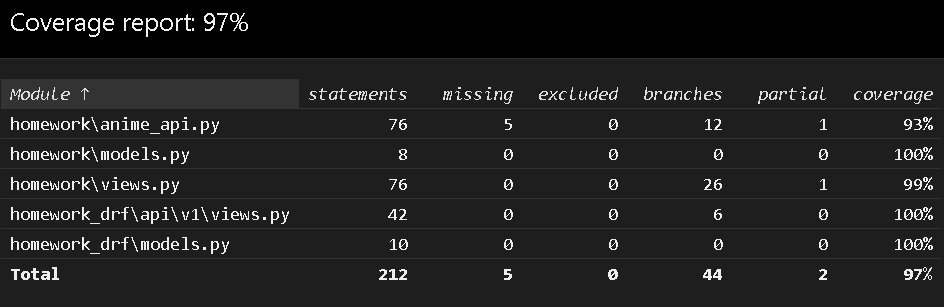 Coverage report: 97%
Module ↑ statements missing excluded branches partial coverage
homework\anime_api.py 76 5 0 12 1 93%
homework\models.py 8 0 0 0 0 100%
homework\views.py 76 0 0 26 1 99%
homework_drf\api\v1\views.py 42 0 0 6 0 100%
homework_drf\models.py 10 0 0 0 0 100%
Total 212 5 0 44 2 97%